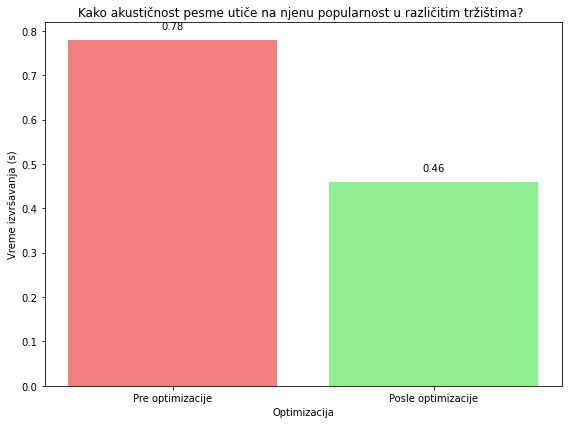 Kako akustičnost pesme utiče na njenu popularnost u različitim tržištima?
0.8
0.7
0.6
0.5
0.4
0.3
0.2
0.1
0.0
Vreme izvršavanja (s)
0.78
0.46
Pre optimizacije
Posle optimizacije
Optimizacija